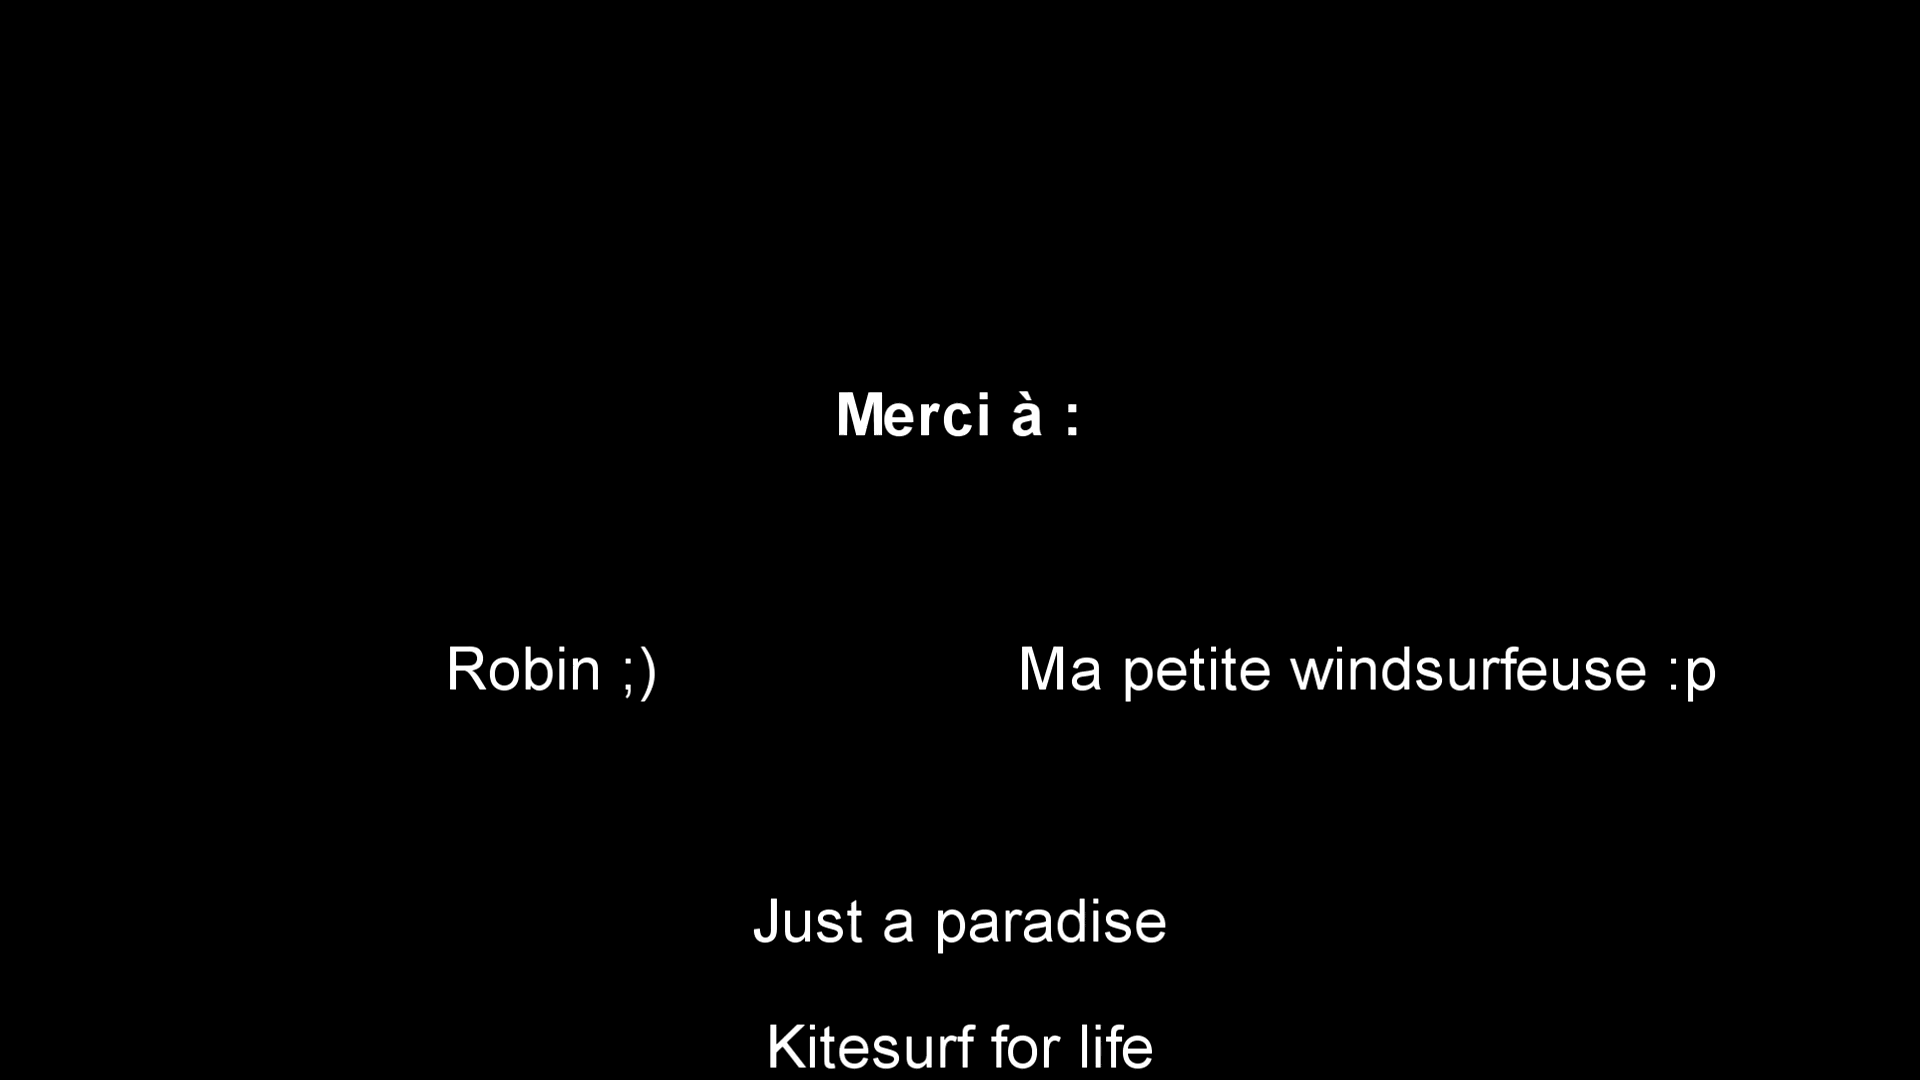 Merci à :
Robin ;) Ma petite windsurfeuse :p
Just a paradise
Kitesurf for life